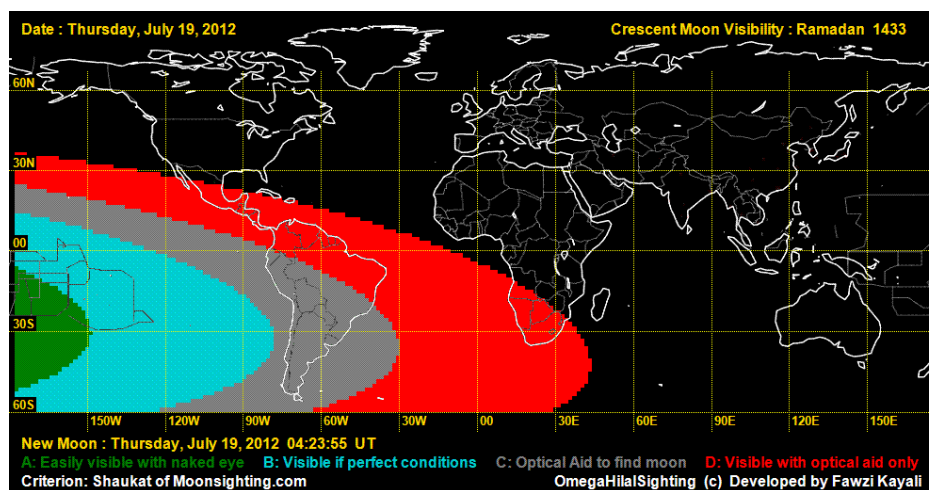 Date : Thursday, July 19, 2012 Crescent Moon Visibility : Ramadan 1433
60N
30N
00
30S
60S
150W 120W 90W 60W 30W 00 30E 60E 90E 120E 150E
New Moon : Thursday, July 19, 2012 04:23:55 UT
A: Easily visible with naked eye B: Visible if perfect conditions C: Optical Aid to find moon D: Visible with optical aid only
Criterion: Shaukat of Moonsighting.com OmegaHilalSighting (c) Developed by Fawzi Kayali